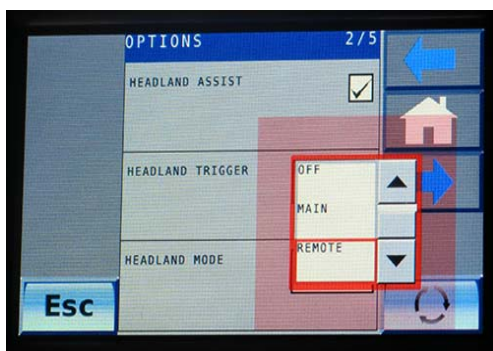 OPTIONS 2/5
HEADLAND ASSIST
HEADLAND TRIGGER
OFF
MAIN
REMOTE
HEADLAND MODE
Esc